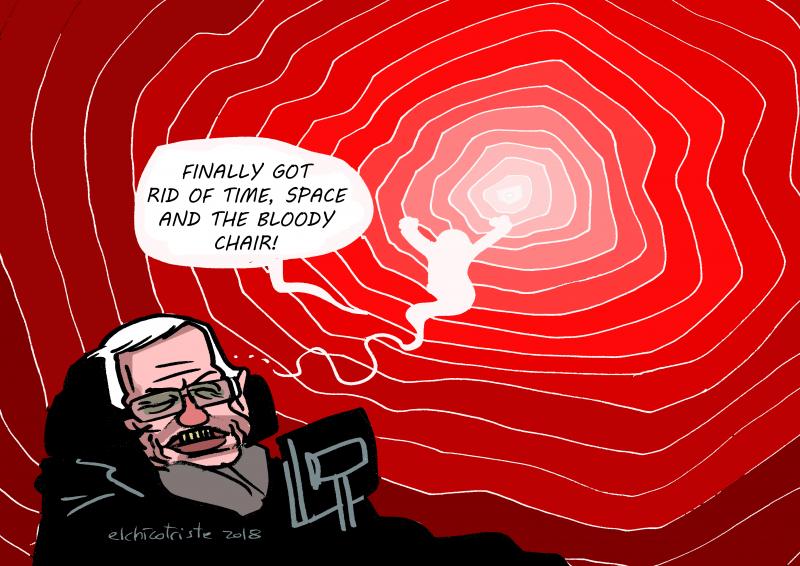 FINALLY GOT
RID OF TIME, SPACE
AND THE BLOODY
CHAIR!
elchicotriste 2018